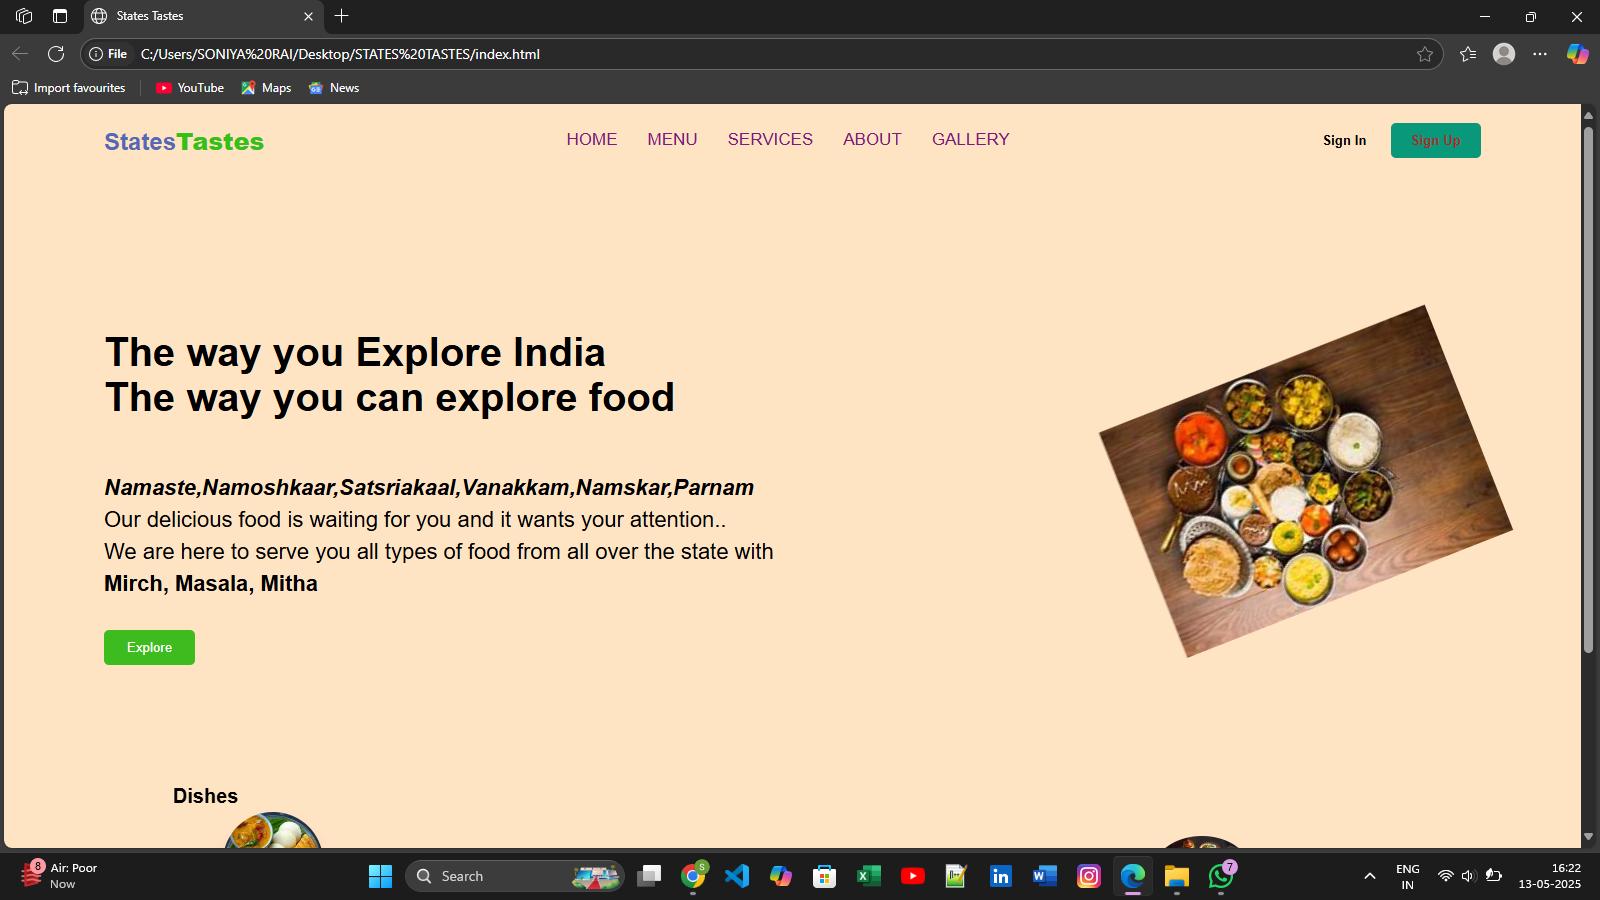 States Tastes
File C:/Users/SONIYA%20RAI/Desktop/STATES%20TASTES/index.html
Import favourites YouTube Maps News
StatesTastes HOME MENU SERVICES ABOUT GALLERY Sign In Sign Up
The way you Explore India
The way you can explore food
Namaste,Namoshkaar,Satsriakaal,Vanakkam,Namskar,Parnam
Our delicious food is waiting for you and it wants your attention..
We are here to serve you all types of food from all over the state with
Mirch, Masala, Mitha
Explore
Dishes
8 Air: Poor
Now
Search
S
7
ENG
IN
16:22
13-05-2025